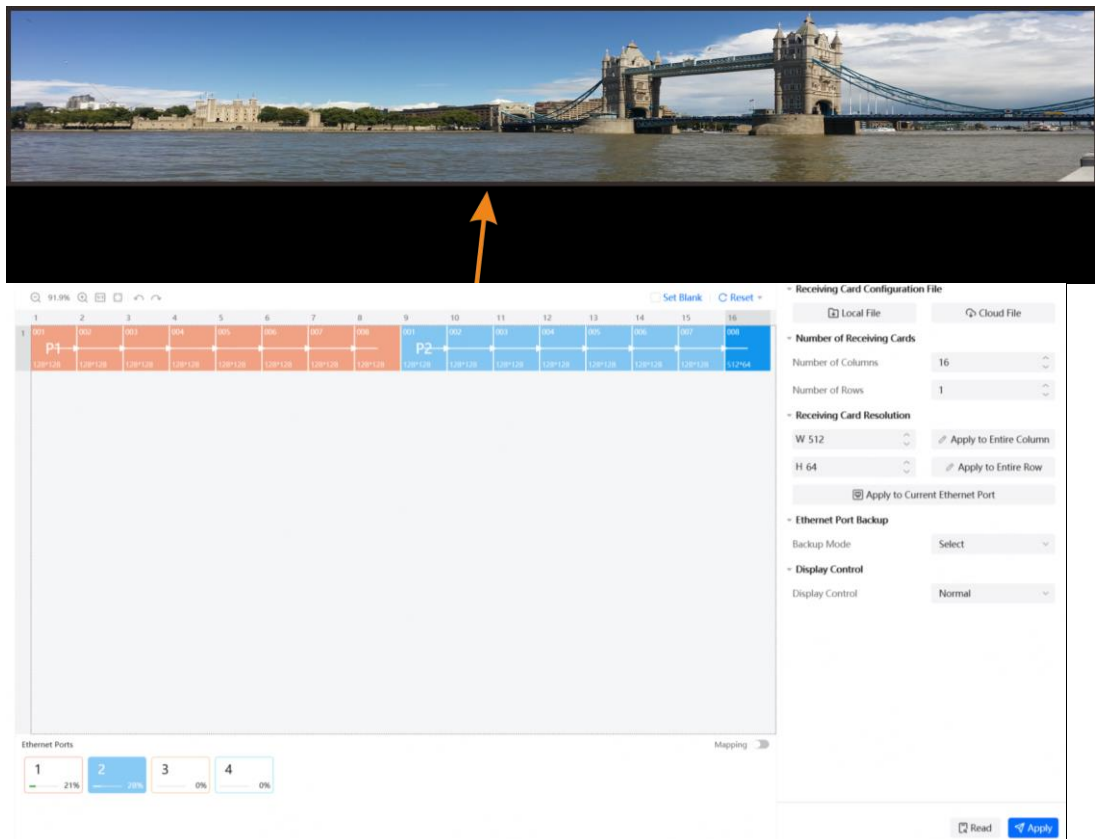 91.9%
Set Blank
Reset
1 2 3 4 5 6 7 8 9 10 11 12 13 14 15 16
1
001 002 003 004 005 006 007 008 001 002 003 004 005 006 007 008
P1 P2
128*128 128*128 128*128 128*128 128*128 128*128 128*128 128*128 128*128 128*128 128*128 128*128 128*128 128*128 128*128 512*64
Receiving Card Configuration File
Local File
Cloud File
Number of Receiving Cards
Number of Columns 16
Number of Rows 1
Receiving Card Resolution
W 512 Apply to Entire Column
H 64 Apply to Entire Row
Apply to Current Ethernet Port
Ethernet Port Backup
Backup Mode Select
Display Control
Display Control Normal
Ethernet Ports
Mapping
1 2 3 4
21% 28% 0% 0%
Read
Apply